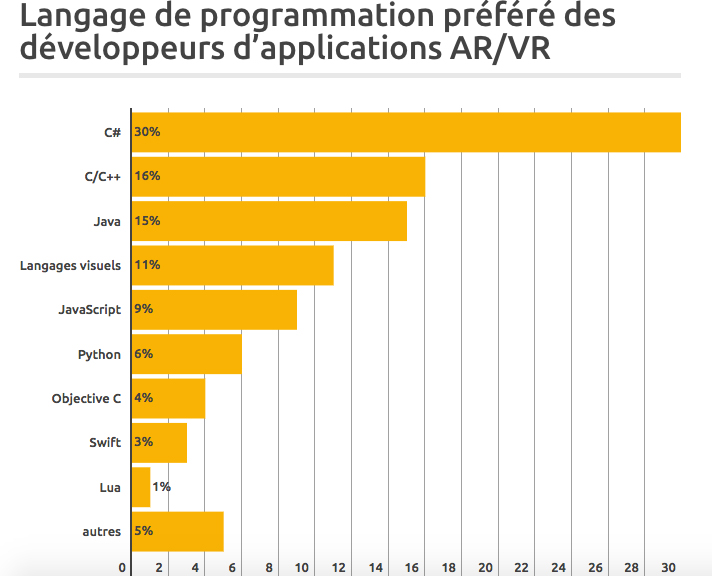 Langage de programmation préféré des
développeurs d’applications AR/VR
C# 30%
C/C++ 16%
Java 15%
Langages visuels 11%
JavaScript 9%
Python 6%
Objective C 4%
Swift 3%
Lua 1%
autres 5%
0 2 4 6 8 10 12 14 16 18 20 22 24 26 28 30